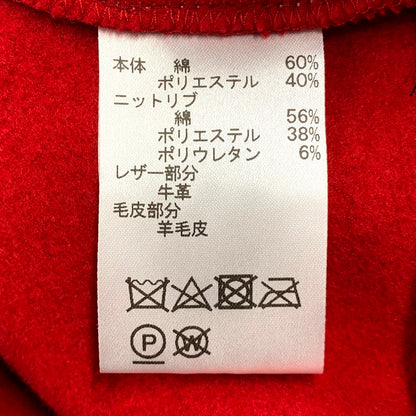 本体 綿 60%
ポリエステル 40%
ニットリブ
綿 56%
ポリエステル 38%
ポリウレタン 6%
レザー部分
牛革
毛皮部分
羊毛皮
P W